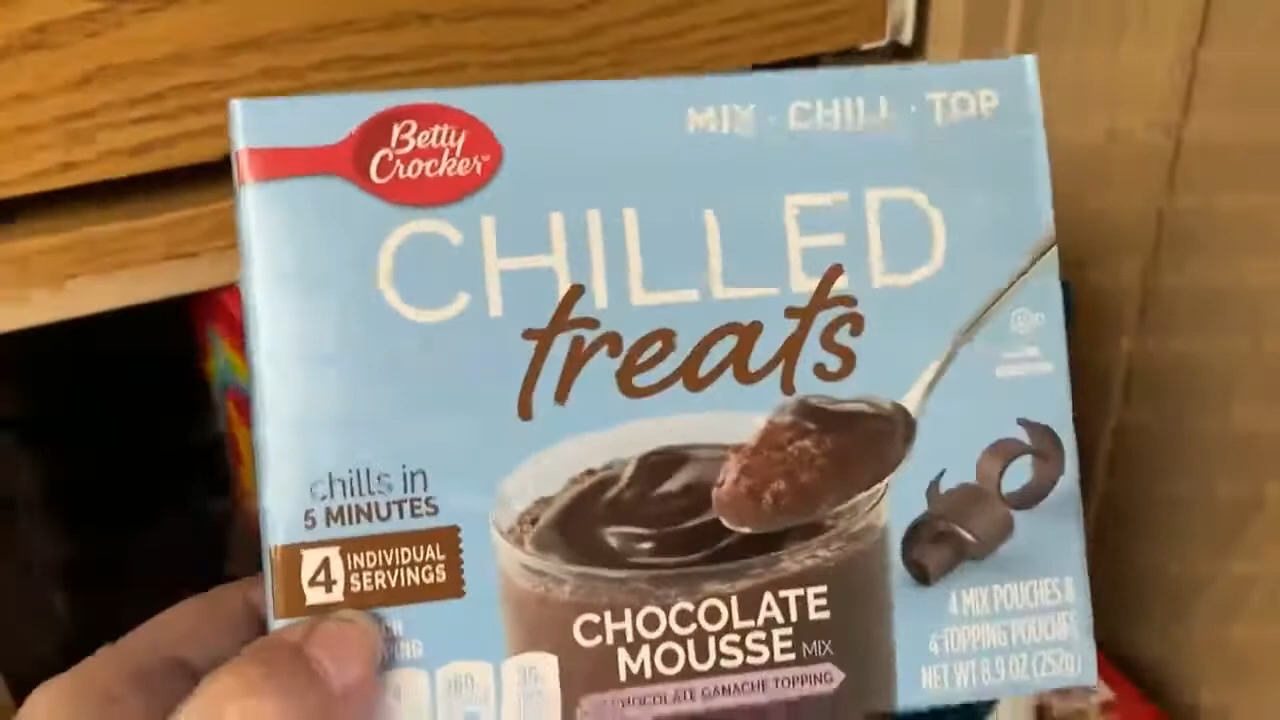 Betty
Crocker
MIX · CHILL · TOP
CHILLED
treats
chills in
5 MINUTES
4 INDIVIDUAL
SERVINGS
CHOCOLATE
MOUSSE MIX
CHOCOLATE GANACHE TOPPING
4 MIX POUCHES &
4 TOPPING POUCHES
NET WT 8.9 OZ (252g)